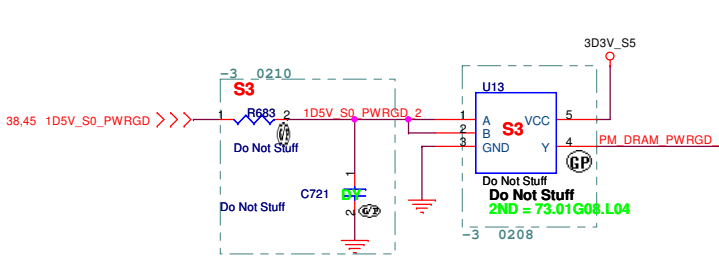 3D3V_S5
-3 0210
S3
U13
38,45 1D5V_S0_PWRGD
1 R683 2
1D5V_S0_PWRGD_2
1 A VCC 5
2 B
S3
3 GND Y 4
PM_DRAM_PWRGD
Do Not Stuff
GP
1
Do Not Stuff
C721 DY
Do Not Stuff
Do Not Stuff
2
2ND = 73.01G08.L04
-3 0208